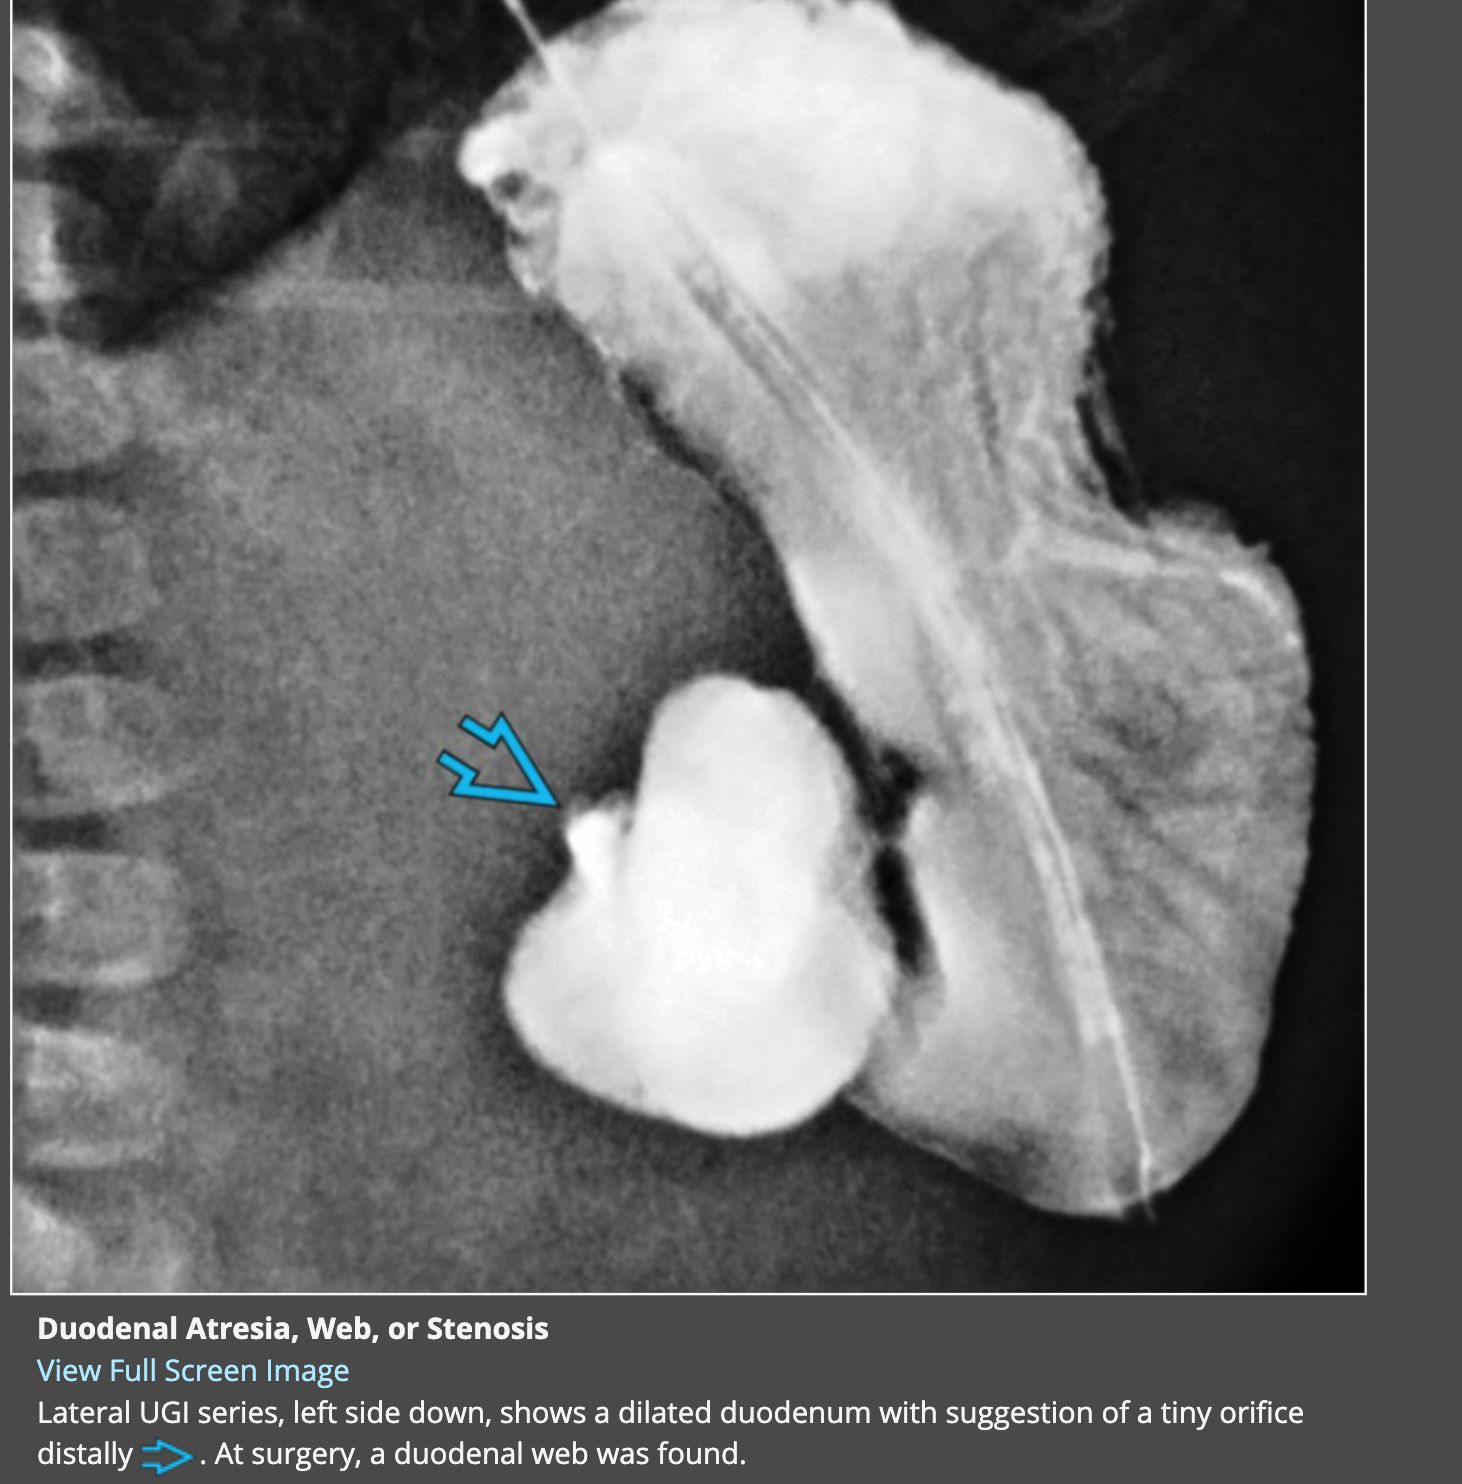 Duodenal Atresia, Web, or Stenosis
View Full Screen Image
Lateral UGI series, left side down, shows a dilated duodenum with suggestion of a tiny orifice
distally . At surgery, a duodenal web was found.